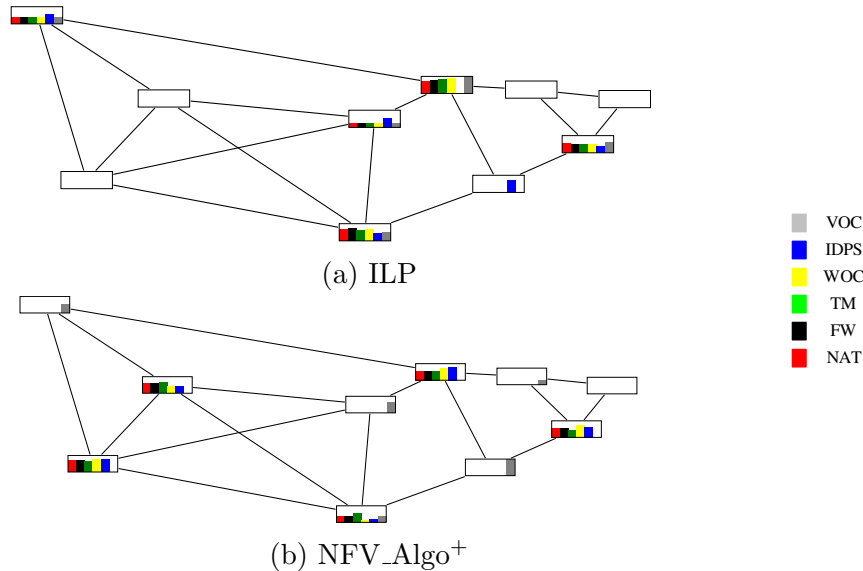 VOC
IDPS
WOC
TM
FW
NAT
(a) ILP
(b) NFV_Algo+